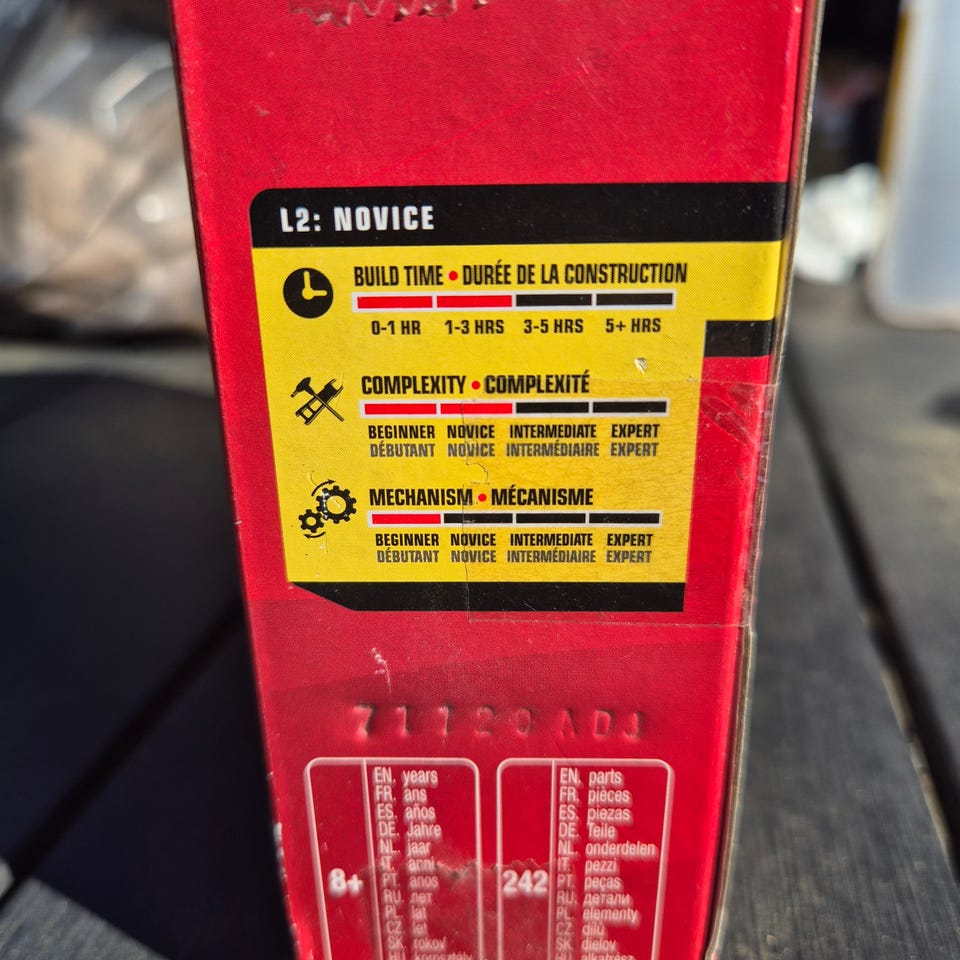 L2: NOVICE
BUILD TIME • DURÉE DE LA CONSTRUCTION
0-1 HR 1-3 HRS 3-5 HRS 5+ HRS
COMPLEXITY • COMPLEXITÉ
BEGINNER NOVICE INTERMEDIATE EXPERT
DÉBUTANT NOVICE INTERMÉDIAIRE EXPERT
MECHANISM • MÉCANISME
BEGINNER NOVICE INTERMEDIATE EXPERT
DÉBUTANT NOVICE INTERMÉDIAIRE EXPERT
8+
EN. years
FR. ans
ES. años
DE. Jahre
NL. jaar
IT. anni
PT. anos
RU. лет
PL. lat
CZ. let
SK. rokov
HU. korosztály
242
EN. parts
FR. pièces
ES. piezas
DE. Teile
NL. onderdelen
IT. pezzi
PT. peças
RU. детали
PL. elementy
CZ. dílů
SK. dielov
HU. alkatrész